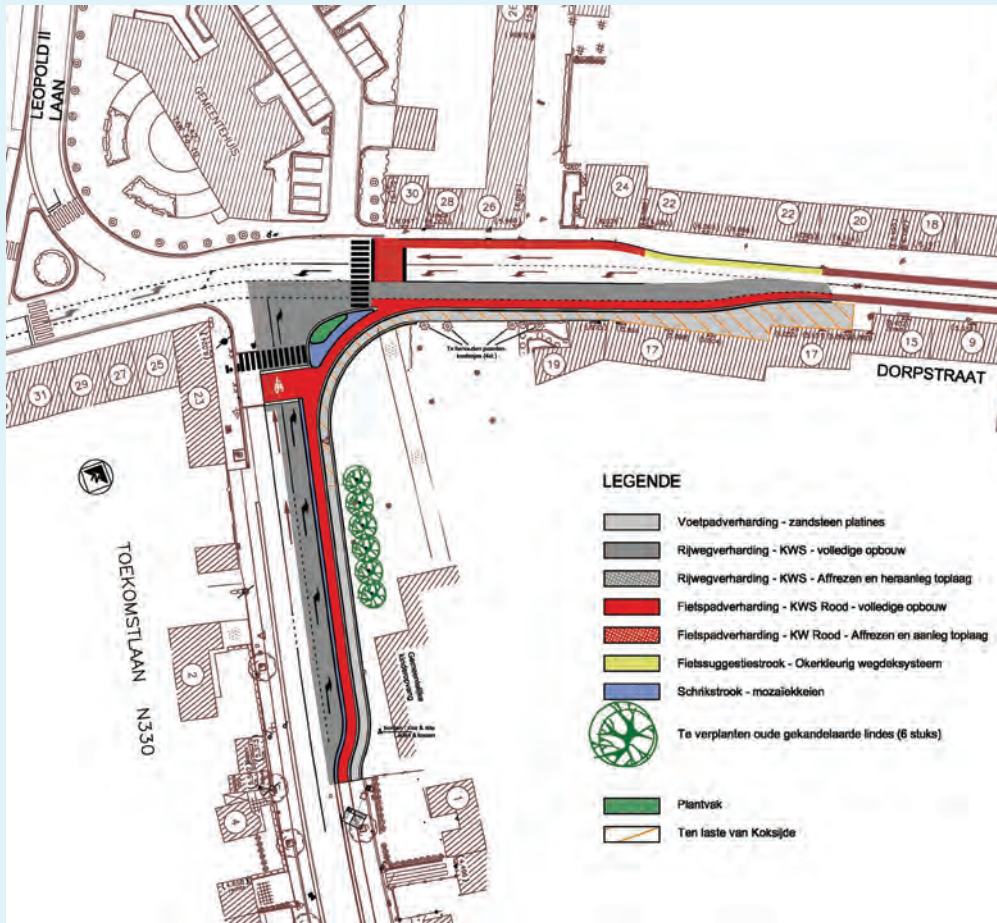 LEOPOLD II
LAAN
GEMEENTEHUIS
30
28
26
24
22
22
20
18
31
29
27
25
23
19
17
17
15
9
DORPSTRAAT
TOEKOMSTLAAN N330
2
4
1
Gemeentelijke
kinderopvang
LEGENDE
Voetpadverharding - zandsteen platines
Rijwegverharding - KWS - volledige opbouw
Rijwegverharding - KWS - Affrezen en heraanleg toplaag
Fietspadverharding - KWS Rood - volledige opbouw
Fietspadverharding - KW Rood - Affrezen en aanleg toplaag
Fietssuggestiestrook - Okerkleurig wegdeksysteem
Schrikstrook - mozaïekkeien
Te verplanten oude gekandelaarde lindes (6 stuks)
Plantvak
Ten laste van Koksijde